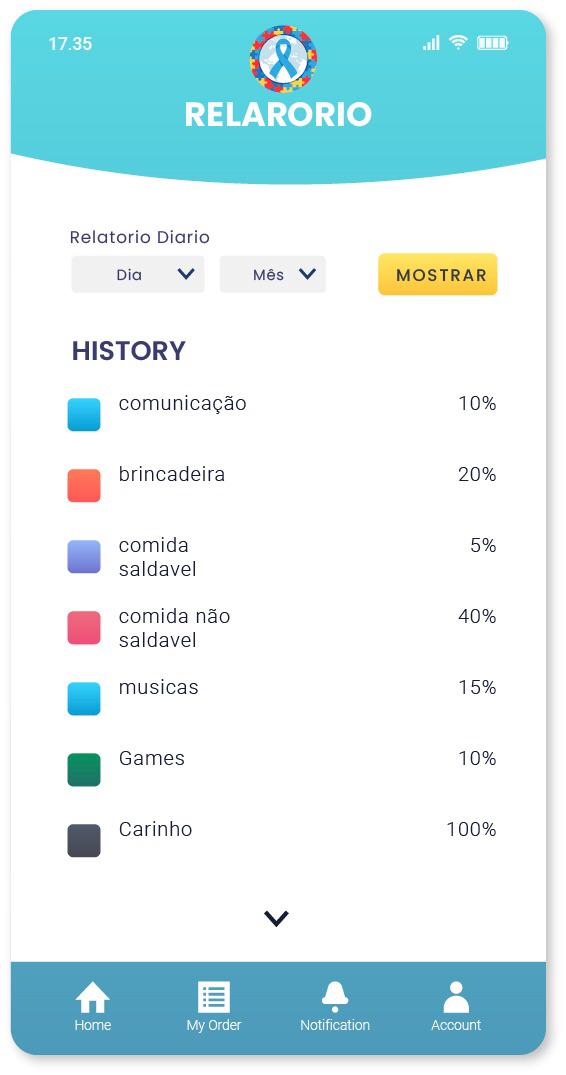 17.35
RELARORIO
Relatorio Diario
Dia
Mês
MOSTRAR
HISTORY
comunicação 10%
brincadeira 20%
comida 5%
saldavel
comida não 40%
saldavel
musicas 15%
Games 10%
Carinho 100%
Home My Order Notification Account